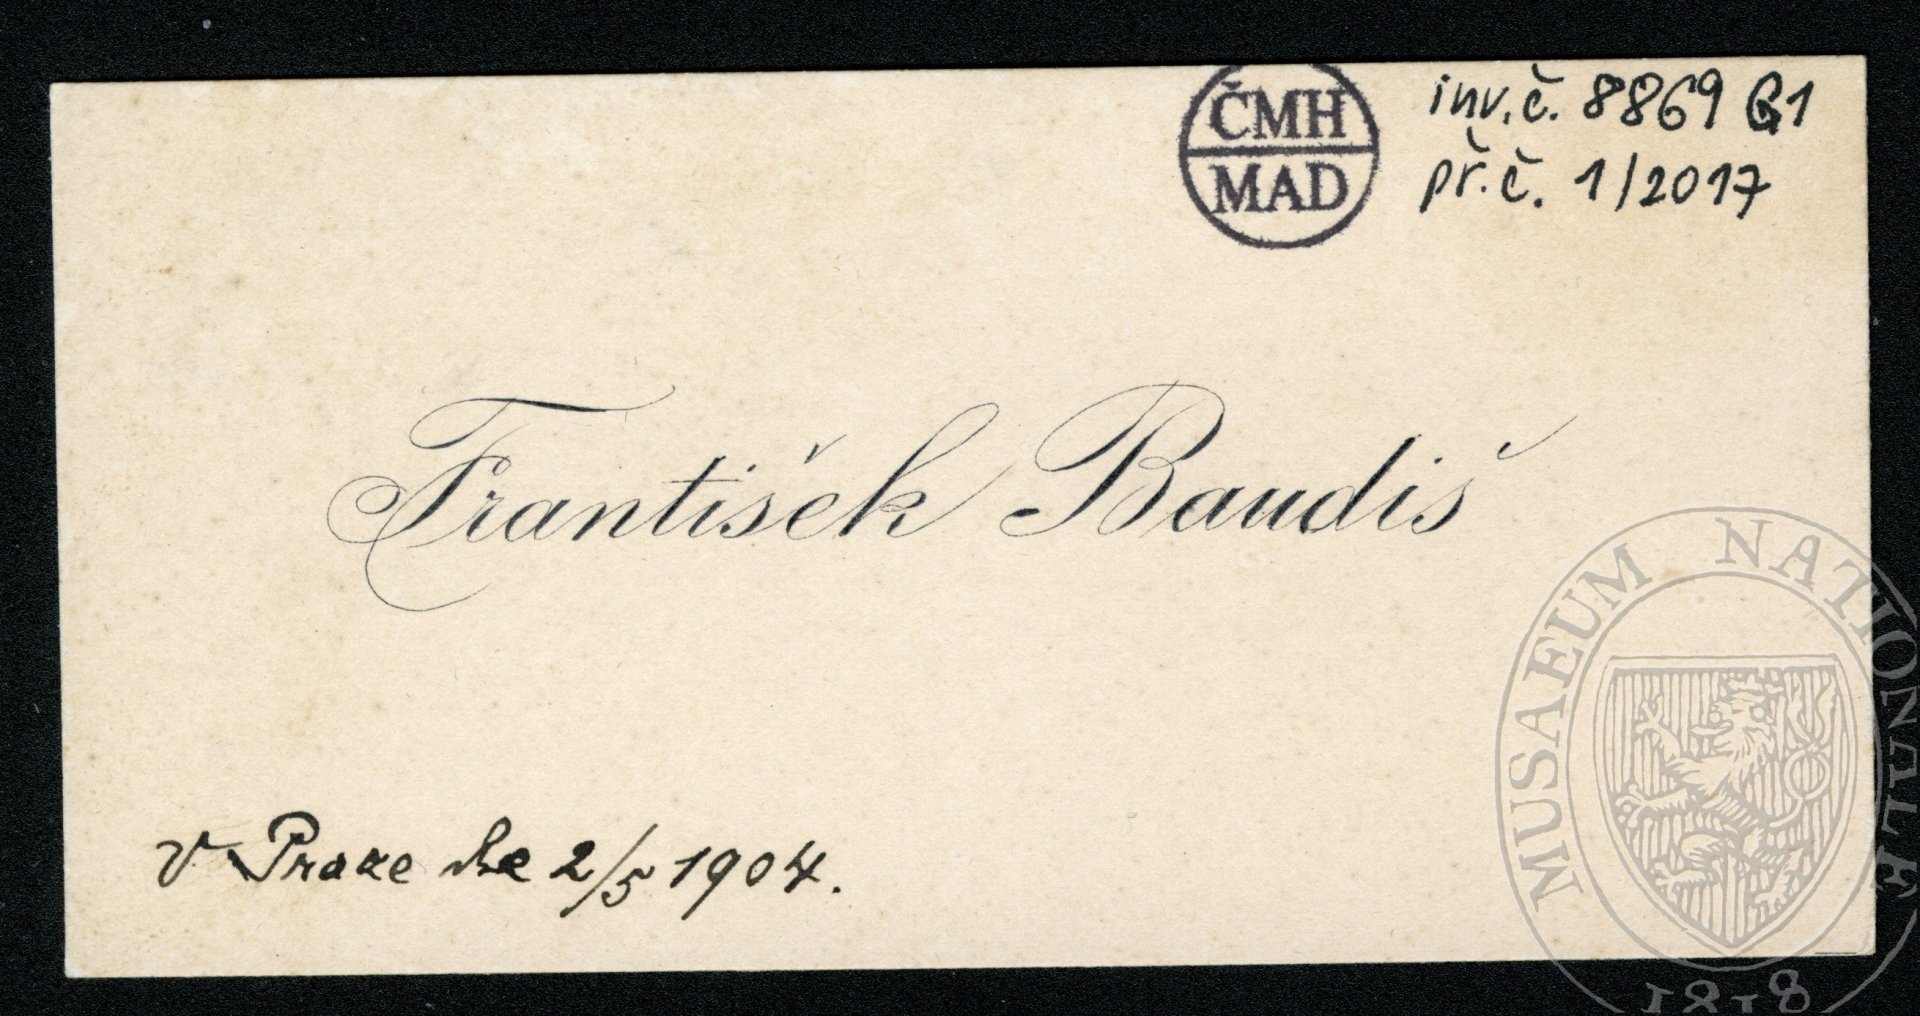 ČMH
MAD
inv.č. 8869 G1
př.č. 1/2017
František Baudiš
V Praze dne 2/5 1904.
MUSAEUM NATIONALE
1818